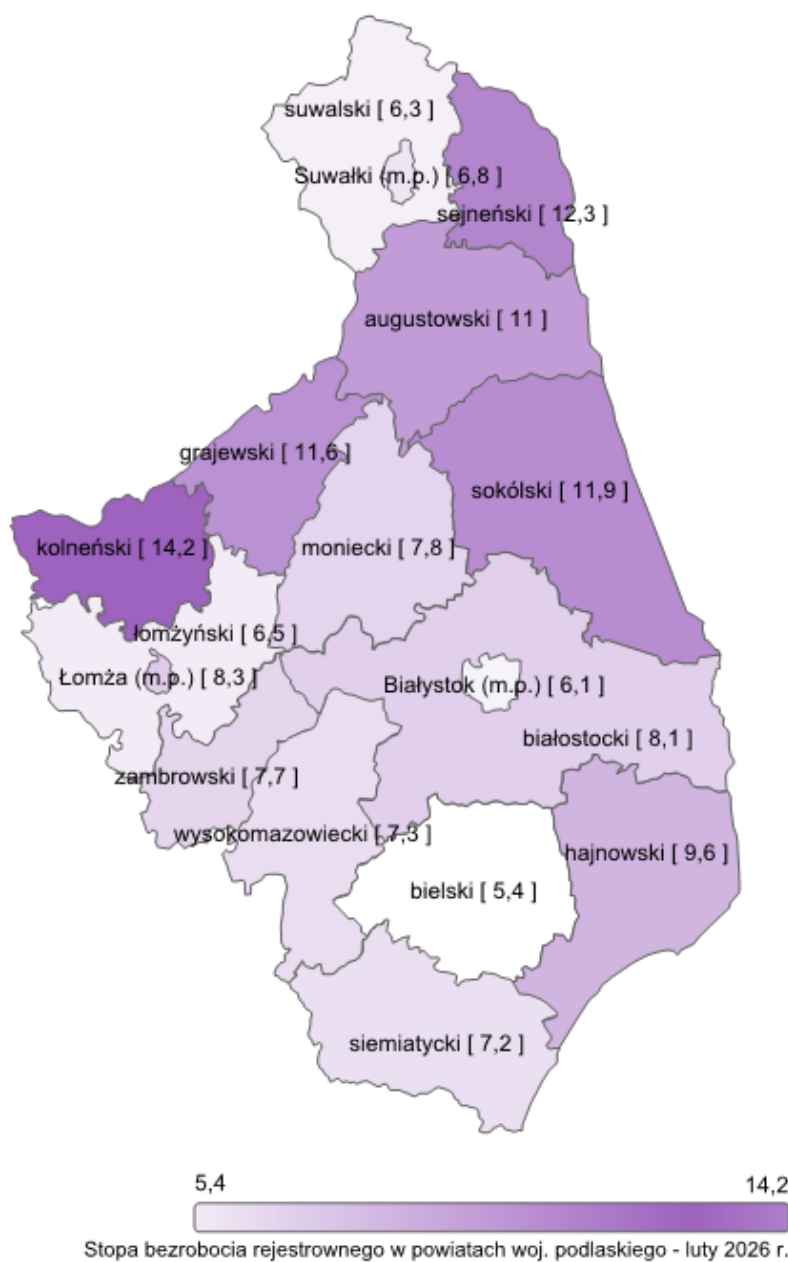 suwalski [ 6,3 ]
Suwałki (m.p.) [ 6,8 ]
sejneński [ 12,3 ]
augustowski [ 11 ]
grajewski [ 11,6 ]
sokólski [ 11,9 ]
kolneński [ 14,2 ]
moniecki [ 7,8 ]
łomżyński [ 6,5 ]
Łomża (m.p.) [ 8,3 ]
Białystok (m.p.) [ 6,1 ]
białostocki [ 8,1 ]
zambrowski [ 7,7 ]
wysokomazowiecki [ 7,3 ]
hajnowski [ 9,6 ]
bielski [ 5,4 ]
siemiatycki [ 7,2 ]
5,4
14,2
Stopa bezrobocia rejestrownego w powiatach woj. podlaskiego - luty 2026 r.